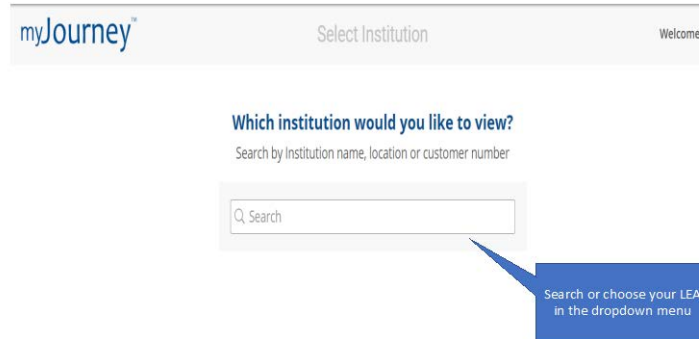 myJourney™
Select Institution
Welcome
Which institution would you like to view?
Search by Institution name, location or customer number
Search
Search or choose your LEA
in the dropdown menu